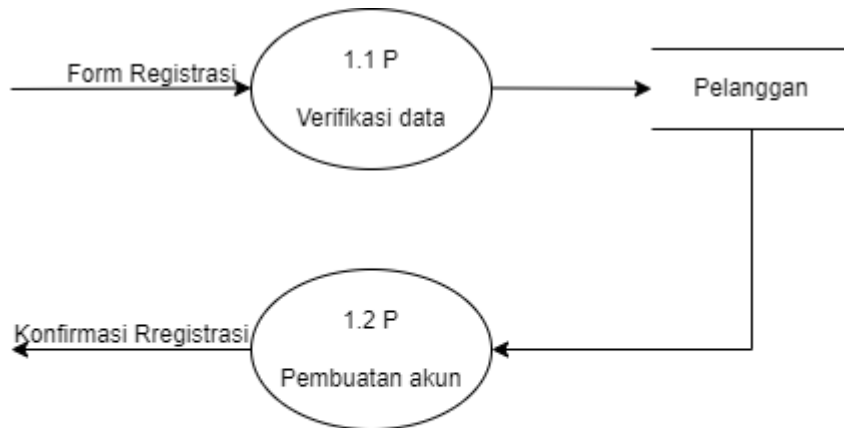 Form Registrasi
1.1 P
Verifikasi data
Pelanggan
Konfirmasi Rregistrasi
1.2 P
Pembuatan akun